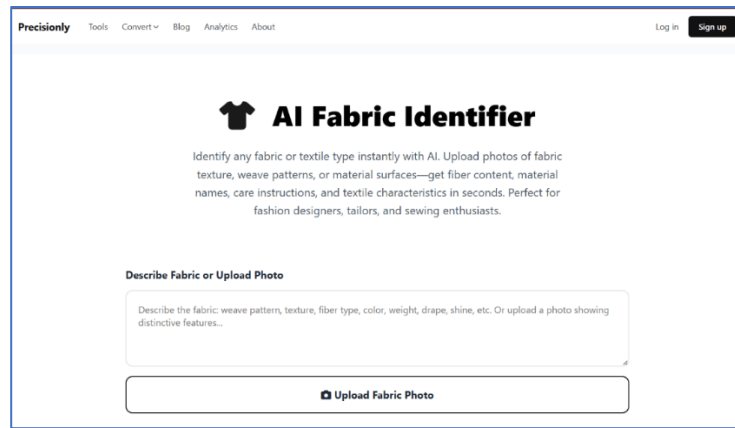 Precisionly Tools Convert Blog Analytics About Log in Sign up
AI Fabric Identifier
Identify any fabric or textile type instantly with AI. Upload photos of fabric
texture, weave patterns, or material surfaces—get fiber content, material
names, care instructions, and textile characteristics in seconds. Perfect for
fashion designers, tailors, and sewing enthusiasts.
Describe Fabric or Upload Photo
Describe the fabric: weave pattern, texture, fiber type, color, weight, drape, shine, etc. Or upload a photo showing
distinctive features...
Upload Fabric Photo